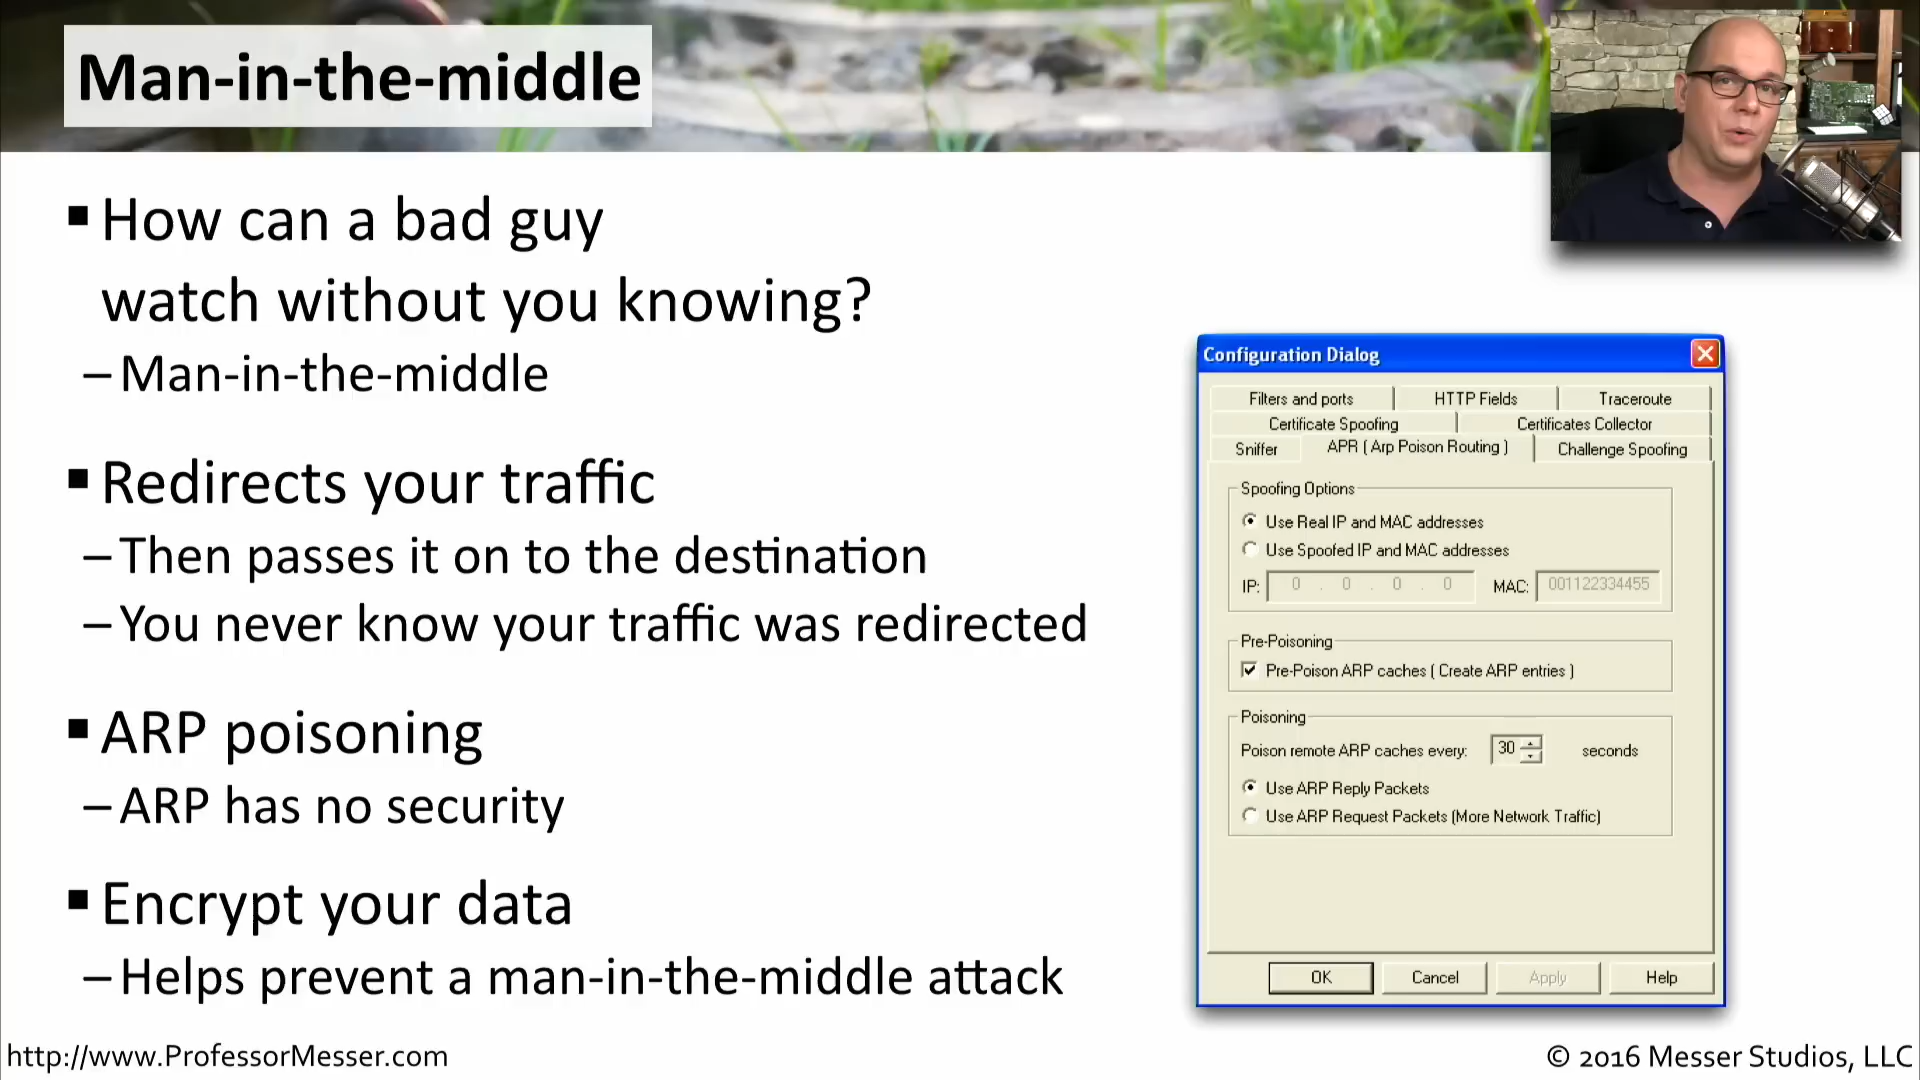 Man-in-the-middle
▪ How can a bad guy
watch without you knowing?
– Man-in-the-middle
▪ Redirects your traffic
– Then passes it on to the destination
– You never know your traffic was redirected
▪ ARP poisoning
– ARP has no security
▪ Encrypt your data
– Helps prevent a man-in-the-middle attack
Configuration Dialog
Filters and ports HTTP Fields Traceroute
Certificate Spoofing Certificates Collector
Sniffer APR ( Arp Poison Routing ) Challenge Spoofing
Spoofing Options
Use Real IP and MAC addresses
Use Spoofed IP and MAC addresses
IP: 0 . 0 . 0 . 0 MAC: 001122334455
Pre-Poisoning
Pre-Poison ARP caches ( Create ARP entries )
Poisoning
Poison remote ARP caches every: 30 seconds
Use ARP Reply Packets
Use ARP Request Packets (More Network Traffic)
OK Cancel Apply Help
http://www.ProfessorMesser.com
© 2016 Messer Studios, LLC